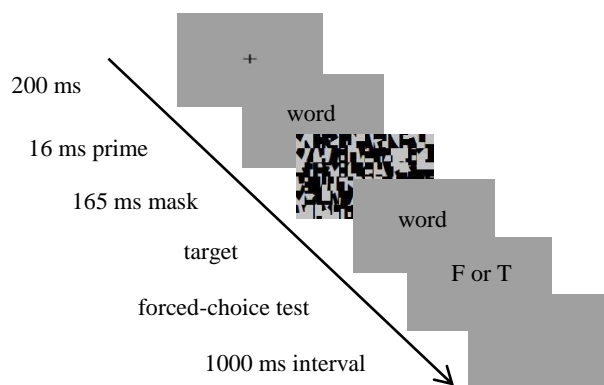 +
200 ms
word
16 ms prime
165 ms mask
word
target
F or T
forced-choice test
1000 ms interval